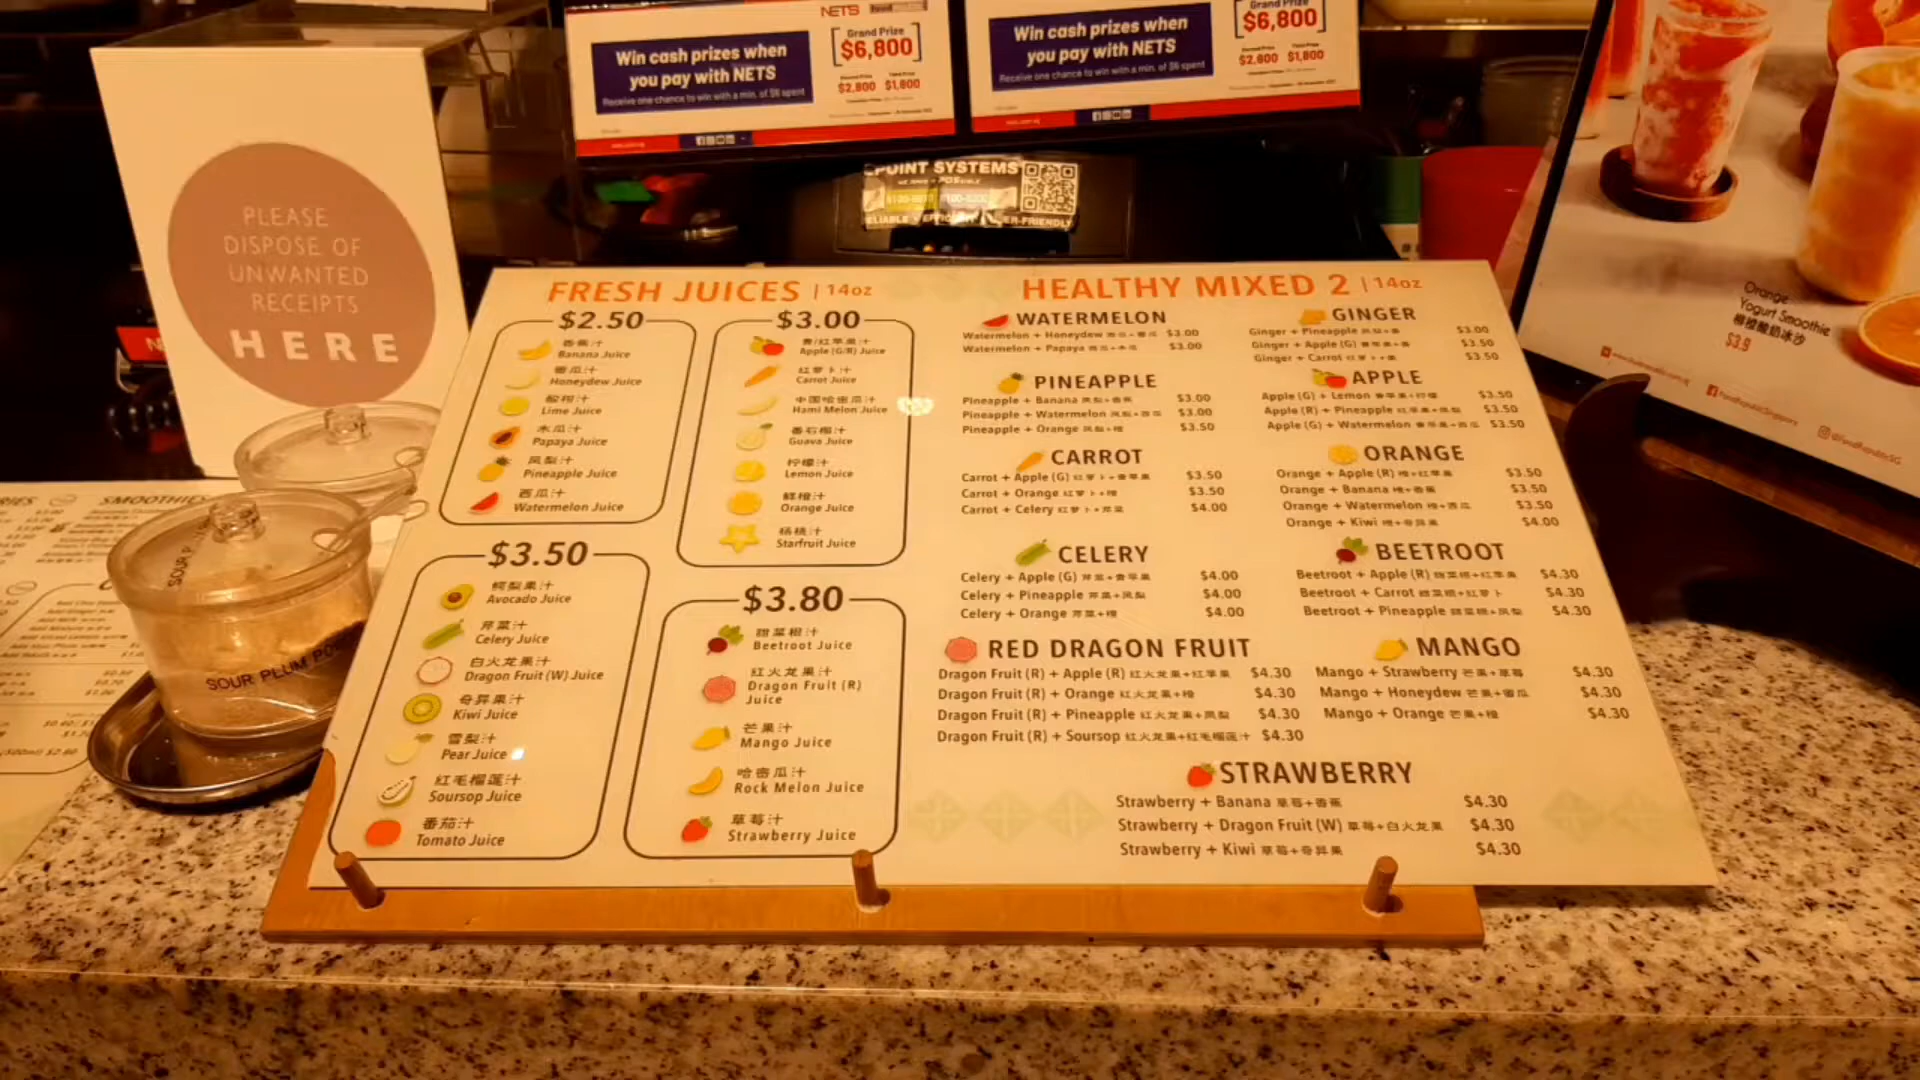 NETS
Win cash prizes when
you pay with NETS
Receive one chance to win with a min. of $6 spent
Grand Prize
$6,800
$2,800 $1,800
Win cash prizes when
you pay with NETS
Receive one chance to win with a min. of $6 spent
Grand Prize
$6,800
$2,800 $1,800
POINT SYSTEMS
PLEASE
DISPOSE OF
UNWANTED
RECEIPTS
HERE
Orange
Yogurt Smoothie
$3.9
SMOOTHIES
SOUR PLUM
FRESH JUICES | 14oz
$2.50
香蕉汁
Banana Juice
蜜瓜汁
Honeydew Juice
酸柑汁
Lime Juice
木瓜汁
Papaya Juice
凤梨汁
Pineapple Juice
西瓜汁
Watermelon Juice
$3.00
青/红苹果汁
Apple (G/R) Juice
红萝卜汁
Carrot Juice
中国哈密瓜汁
Hami Melon Juice
番石榴汁
Guava Juice
柠檬汁
Lemon Juice
鲜橙汁
Orange Juice
杨桃汁
Starfruit Juice
$3.50
鳄梨果汁
Avocado Juice
芹菜汁
Celery Juice
白火龙果汁
Dragon Fruit (W) Juice
奇异果汁
Kiwi Juice
雪梨汁
Pear Juice
红毛榴莲汁
Soursop Juice
番茄汁
Tomato Juice
$3.80
甜菜根汁
Beetroot Juice
红火龙果汁
Dragon Fruit (R)
Juice
芒果汁
Mango Juice
哈密瓜汁
Rock Melon Juice
草莓汁
Strawberry Juice
HEALTHY MIXED 2 | 14oz
WATERMELON
Watermelon + Honeydew 西瓜+蜜瓜 $3.00
Watermelon + Papaya 西瓜+木瓜 $3.00
GINGER
Ginger + Pineapple $3.00
Ginger + Apple (G) $3.50
Ginger + Carrot $3.50
PINEAPPLE
Pineapple + Banana 凤梨+香蕉 $3.00
Pineapple + Watermelon 凤梨+西瓜 $3.00
Pineapple + Orange 凤梨+橙 $3.50
APPLE
Apple (G) + Lemon 青苹果+柠檬 $3.50
Apple (R) + Pineapple 红苹果+凤梨 $3.50
Apple (G) + Watermelon 青苹果+西瓜 $3.50
CARROT
Carrot + Apple (G) 红萝卜+青苹果 $3.50
Carrot + Orange 红萝卜+橙 $3.50
Carrot + Celery 红萝卜+芹菜 $4.00
ORANGE
Orange + Apple (R) 橙+红苹果 $3.50
Orange + Banana 橙+香蕉 $3.50
Orange + Watermelon 橙+西瓜 $3.50
Orange + Kiwi 橙+奇异果 $4.00
CELERY
Celery + Apple (G) 芹菜+青苹果 $4.00
Celery + Pineapple 芹菜+凤梨 $4.00
Celery + Orange 芹菜+橙 $4.00
BEETROOT
Beetroot + Apple (R) 甜菜根+红苹果 $4.30
Beetroot + Carrot 甜菜根+红萝卜 $4.30
Beetroot + Pineapple 甜菜根+凤梨 $4.30
RED DRAGON FRUIT
Dragon Fruit (R) + Apple (R) 红火龙果+红苹果 $4.30
Dragon Fruit (R) + Orange 红火龙果+橙 $4.30
Dragon Fruit (R) + Pineapple 红火龙果+凤梨 $4.30
Dragon Fruit (R) + Soursop 红火龙果+红毛榴莲汁 $4.30
MANGO
Mango + Strawberry 芒果+草莓 $4.30
Mango + Honeydew 芒果+蜜瓜 $4.30
Mango + Orange 芒果+橙 $4.30
STRAWBERRY
Strawberry + Banana 草莓+香蕉 $4.30
Strawberry + Dragon Fruit (W) 草莓+白火龙果 $4.30
Strawberry + Kiwi 草莓+奇异果 $4.30